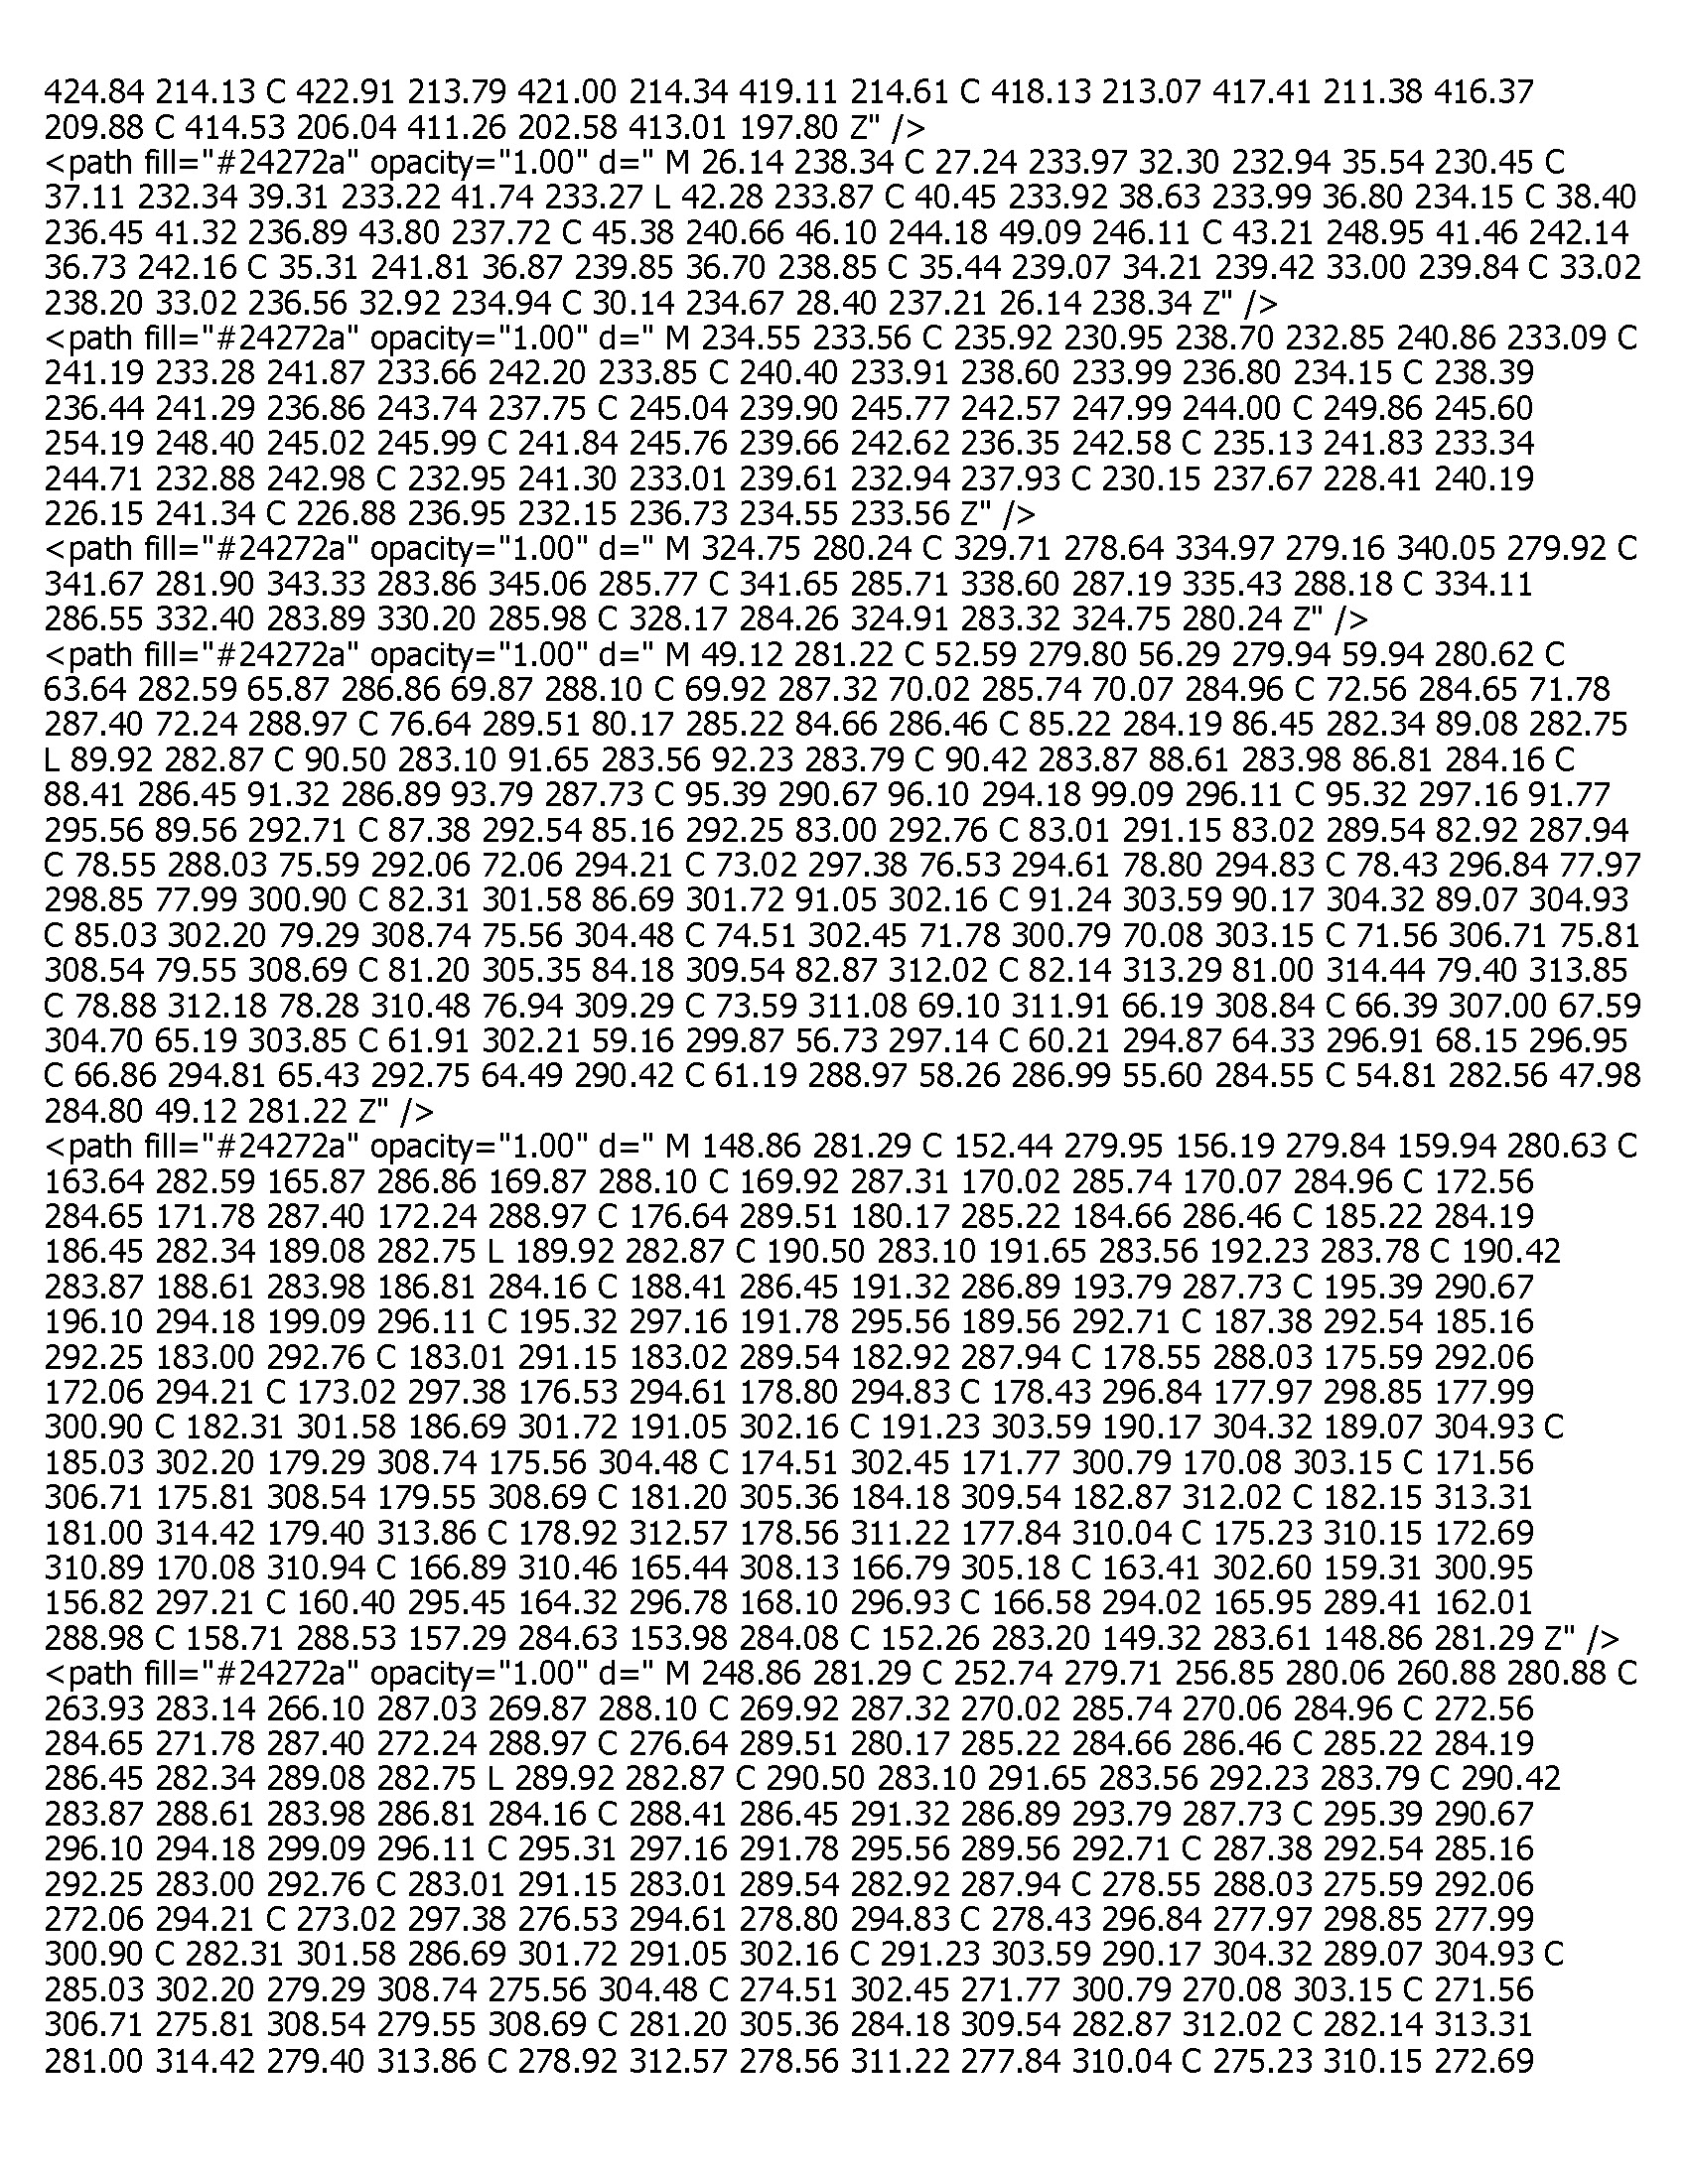 424.84 214.13 C 422.91 213.79 421.00 214.34 419.11 214.61 C 418.13 213.07 417.41 211.38 416.37
209.88 C 414.53 206.04 411.26 202.58 413.01 197.80 Z" />
<path fill="#24272a" opacity="1.00" d=" M 26.14 238.34 C 27.24 233.97 32.30 232.94 35.54 230.45 C
37.11 232.34 39.31 233.22 41.74 233.27 L 42.28 233.87 C 40.45 233.92 38.63 233.99 36.80 234.15 C 38.40
236.45 41.32 236.89 43.80 237.72 C 45.38 240.66 46.10 244.18 49.09 246.11 C 43.21 248.95 41.46 242.14
36.73 242.16 C 35.31 241.81 36.87 239.85 36.70 238.85 C 35.44 239.07 34.21 239.42 33.00 239.84 C 33.02
238.20 33.02 236.56 32.92 234.94 C 30.14 234.67 28.40 237.21 26.14 238.34 Z" />
<path fill="#24272a" opacity="1.00" d=" M 234.55 233.56 C 235.92 230.95 238.70 232.85 240.86 233.09 C
241.19 233.28 241.87 233.66 242.20 233.85 C 240.40 233.91 238.60 233.99 236.80 234.15 C 238.39
236.44 241.29 236.86 243.74 237.75 C 245.04 239.90 245.77 242.57 247.99 244.00 C 249.86 245.60
254.19 248.40 245.02 245.99 C 241.84 245.76 239.66 242.62 236.35 242.58 C 235.13 241.83 233.34
244.71 232.88 242.98 C 232.95 241.30 233.01 239.61 232.94 237.93 C 230.15 237.67 228.41 240.19
226.15 241.34 C 226.88 236.95 232.15 236.73 234.55 233.56 Z" />
<path fill="#24272a" opacity="1.00" d=" M 324.75 280.24 C 329.71 278.64 334.97 279.16 340.05 279.92 C
341.67 281.90 343.33 283.86 345.06 285.77 C 341.65 285.71 338.60 287.19 335.43 288.18 C 334.11
286.55 332.40 283.89 330.20 285.98 C 328.17 284.26 324.91 283.32 324.75 280.24 Z" />
<path fill="#24272a" opacity="1.00" d=" M 49.12 281.22 C 52.59 279.80 56.29 279.94 59.94 280.62 C
63.64 282.59 65.87 286.86 69.87 288.10 C 69.92 287.32 70.02 285.74 70.07 284.96 C 72.56 284.65 71.78
287.40 72.24 288.97 C 76.64 289.51 80.17 285.22 84.66 286.46 C 85.22 284.19 86.45 282.34 89.08 282.75
L 89.92 282.87 C 90.50 283.10 91.65 283.56 92.23 283.79 C 90.42 283.87 88.61 283.98 86.81 284.16 C
88.41 286.45 91.32 286.89 93.79 287.73 C 95.39 290.67 96.10 294.18 99.09 296.11 C 95.32 297.16 91.77
295.56 89.56 292.71 C 87.38 292.54 85.16 292.25 83.00 292.76 C 83.01 291.15 83.02 289.54 82.92 287.94
C 78.55 288.03 75.59 292.06 72.06 294.21 C 73.02 297.38 76.53 294.61 78.80 294.83 C 78.43 296.84 77.97
298.85 77.99 300.90 C 82.31 301.58 86.69 301.72 91.05 302.16 C 91.24 303.59 90.17 304.32 89.07 304.93
C 85.03 302.20 79.29 308.74 75.56 304.48 C 74.51 302.45 71.78 300.79 70.08 303.15 C 71.56 306.71 75.81
308.54 79.55 308.69 C 81.20 305.35 84.18 309.54 82.87 312.02 C 82.14 313.29 81.00 314.44 79.40 313.85
C 78.88 312.18 78.28 310.48 76.94 309.29 C 73.59 311.08 69.10 311.91 66.19 308.84 C 66.39 307.00 67.59
304.70 65.19 303.85 C 61.91 302.21 59.16 299.87 56.73 297.14 C 60.21 294.87 64.33 296.91 68.15 296.95
C 66.86 294.81 65.43 292.75 64.49 290.42 C 61.19 288.97 58.26 286.99 55.60 284.55 C 54.81 282.56 47.98
284.80 49.12 281.22 Z" />
<path fill="#24272a" opacity="1.00" d=" M 148.86 281.29 C 152.44 279.95 156.19 279.84 159.94 280.63 C
163.64 282.59 165.87 286.86 169.87 288.10 C 169.92 287.31 170.02 285.74 170.07 284.96 C 172.56
284.65 171.78 287.40 172.24 288.97 C 176.64 289.51 180.17 285.22 184.66 286.46 C 185.22 284.19
186.45 282.34 189.08 282.75 L 189.92 282.87 C 190.50 283.10 191.65 283.56 192.23 283.78 C 190.42
283.87 188.61 283.98 186.81 284.16 C 188.41 286.45 191.32 286.89 193.79 287.73 C 195.39 290.67
196.10 294.18 199.09 296.11 C 195.32 297.16 191.78 295.56 189.56 292.71 C 187.38 292.54 185.16
292.25 183.00 292.76 C 183.01 291.15 183.02 289.54 182.92 287.94 C 178.55 288.03 175.59 292.06
172.06 294.21 C 173.02 297.38 176.53 294.61 178.80 294.83 C 178.43 296.84 177.97 298.85 177.99
300.90 C 182.31 301.58 186.69 301.72 191.05 302.16 C 191.23 303.59 190.17 304.32 189.07 304.93 C
185.03 302.20 179.29 308.74 175.56 304.48 C 174.51 302.45 171.77 300.79 170.08 303.15 C 171.56
306.71 175.81 308.54 179.55 308.69 C 181.20 305.36 184.18 309.54 182.87 312.02 C 182.15 313.31
181.00 314.42 179.40 313.86 C 178.92 312.57 178.56 311.22 177.84 310.04 C 175.23 310.15 172.69
310.89 170.08 310.94 C 166.89 310.46 165.44 308.13 166.79 305.18 C 163.41 302.60 159.31 300.95
156.82 297.21 C 160.40 295.45 164.32 296.78 168.10 296.93 C 166.58 294.02 165.95 289.41 162.01
288.98 C 158.71 288.53 157.29 284.63 153.98 284.08 C 152.26 283.20 149.32 283.61 148.86 281.29 Z" />
<path fill="#24272a" opacity="1.00" d=" M 248.86 281.29 C 252.74 279.71 256.85 280.06 260.88 280.88 C
263.93 283.14 266.10 287.03 269.87 288.10 C 269.92 287.32 270.02 285.74 270.06 284.96 C 272.56
284.65 271.78 287.40 272.24 288.97 C 276.64 289.51 280.17 285.22 284.66 286.46 C 285.22 284.19
286.45 282.34 289.08 282.75 L 289.92 282.87 C 290.50 283.10 291.65 283.56 292.23 283.79 C 290.42
283.87 288.61 283.98 286.81 284.16 C 288.41 286.45 291.32 286.89 293.79 287.73 C 295.39 290.67
296.10 294.18 299.09 296.11 C 295.31 297.16 291.78 295.56 289.56 292.71 C 287.38 292.54 285.16
292.25 283.00 292.76 C 283.01 291.15 283.01 289.54 282.92 287.94 C 278.55 288.03 275.59 292.06
272.06 294.21 C 273.02 297.38 276.53 294.61 278.80 294.83 C 278.43 296.84 277.97 298.85 277.99
300.90 C 282.31 301.58 286.69 301.72 291.05 302.16 C 291.23 303.59 290.17 304.32 289.07 304.93 C
285.03 302.20 279.29 308.74 275.56 304.48 C 274.51 302.45 271.77 300.79 270.08 303.15 C 271.56
306.71 275.81 308.54 279.55 308.69 C 281.20 305.36 284.18 309.54 282.87 312.02 C 282.14 313.31
281.00 314.42 279.40 313.86 C 278.92 312.57 278.56 311.22 277.84 310.04 C 275.23 310.15 272.69